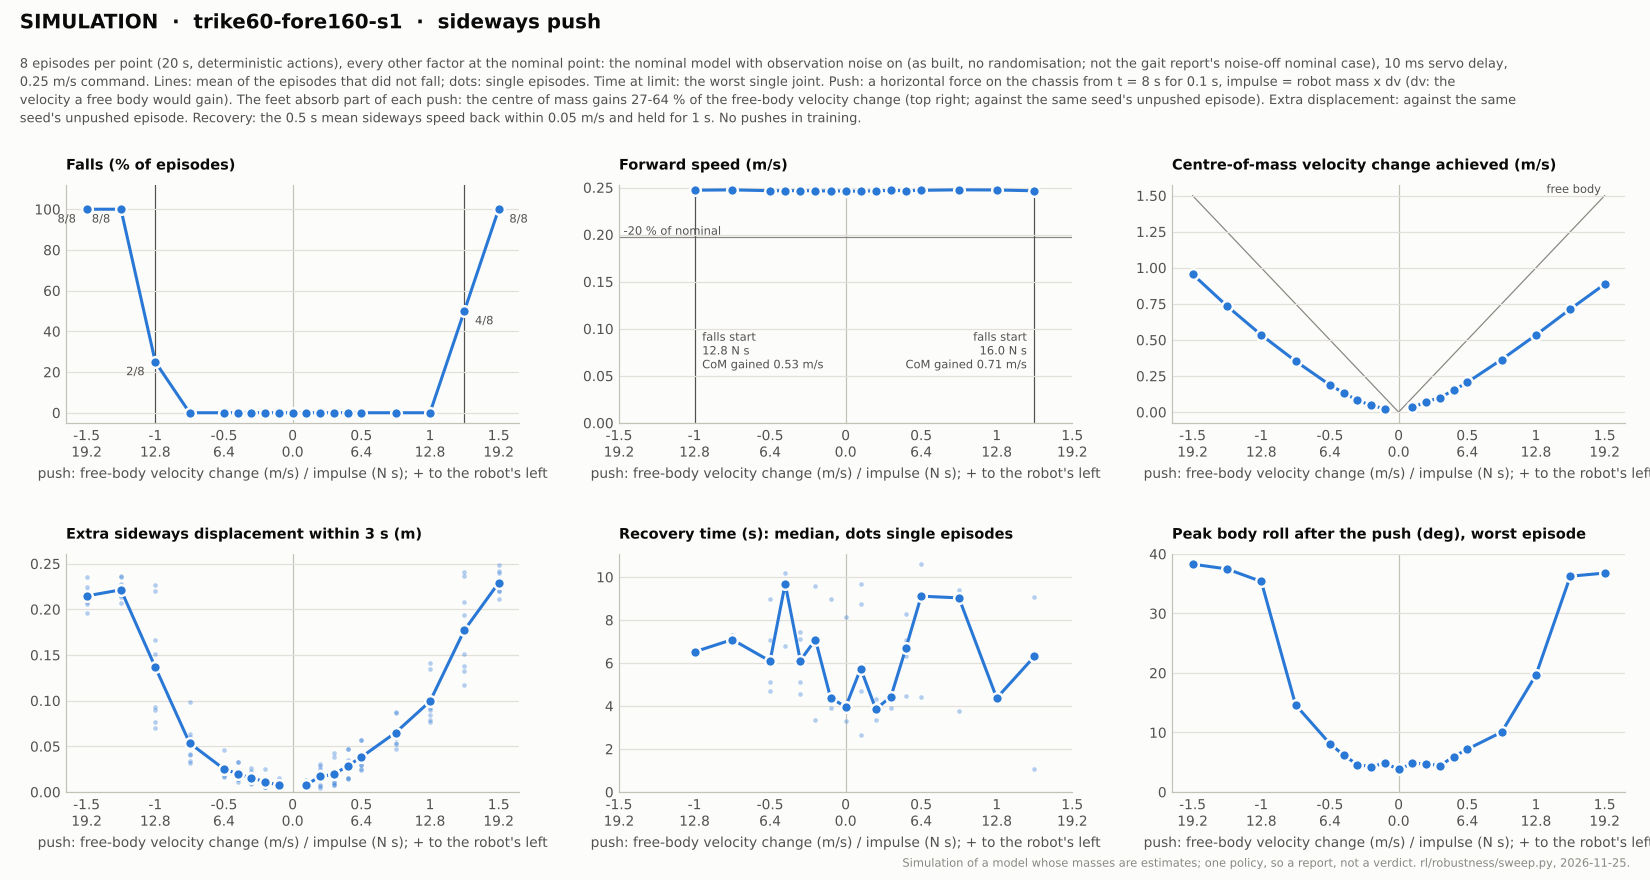 SIMULATION · trike60-fore160-s1 · sideways push
8 episodes per point (20 s, deterministic actions), every other factor at the nominal point: the nominal model with observation noise on (as built, no randomisation; not the gait report's noise-off nominal case), 10 ms servo delay,
0.25 m/s command. Lines: mean of the episodes that did not fall; dots: single episodes. Time at limit: the worst single joint. Push: a horizontal force on the chassis from t = 8 s for 0.1 s, impulse = robot mass x dv (dv: the
velocity a free body would gain). The feet absorb part of each push: the centre of mass gains 27-64 % of the free-body velocity change (top right; against the same seed's unpushed episode). Extra displacement: against the same
seed's unpushed episode. Recovery: the 0.5 s mean sideways speed back within 0.05 m/s and held for 1 s. No pushes in training.
Falls (% of episodes)
100
80
60
40
20
0
8/8
8/8
2/8
4/8
8/8
-1.5 -1 -0.5 0 0.5 1 1.5
19.2 12.8 6.4 0.0 6.4 12.8 19.2
push: free-body velocity change (m/s) / impulse (N s); + to the robot's left
Forward speed (m/s)
0.25
0.20
0.15
0.10
0.05
0.00
-20 % of nominal
falls start
12.8 N s
CoM gained 0.53 m/s
falls start
16.0 N s
CoM gained 0.71 m/s
-1.5 -1 -0.5 0 0.5 1 1.5
19.2 12.8 6.4 0.0 6.4 12.8 19.2
push: free-body velocity change (m/s) / impulse (N s); + to the robot's left
Centre-of-mass velocity change achieved (m/s)
free body
1.50
1.25
1.00
0.75
0.50
0.25
0.00
-1.5 -1 -0.5 0 0.5 1 1.5
19.2 12.8 6.4 0.0 6.4 12.8 19.2
push: free-body velocity change (m/s) / impulse (N s); + to the robot's left
Extra sideways displacement within 3 s (m)
0.25
0.20
0.15
0.10
0.05
0.00
-1.5 -1 -0.5 0 0.5 1 1.5
19.2 12.8 6.4 0.0 6.4 12.8 19.2
push: free-body velocity change (m/s) / impulse (N s); + to the robot's left
Recovery time (s): median, dots single episodes
10
8
6
4
2
0
-1.5 -1 -0.5 0 0.5 1 1.5
19.2 12.8 6.4 0.0 6.4 12.8 19.2
push: free-body velocity change (m/s) / impulse (N s); + to the robot's left
Peak body roll after the push (deg), worst episode
40
30
20
10
0
-1.5 -1 -0.5 0 0.5 1 1.5
19.2 12.8 6.4 0.0 6.4 12.8 19.2
push: free-body velocity change (m/s) / impulse (N s); + to the robot's left
Simulation of a model whose masses are estimates; one policy, so a report, not a verdict. rl/robustness/sweep.py, 2026-11-25.